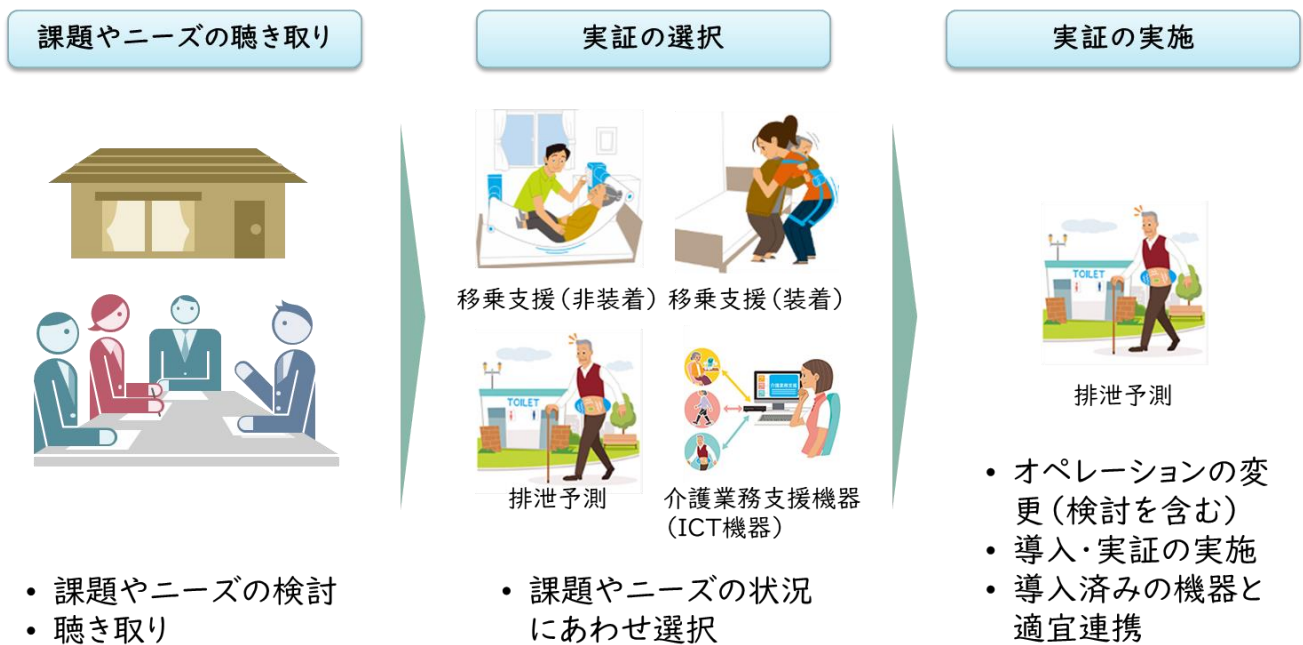 課題やニーズの聴き取り
実証の選択
実証の実施
移乗支援(非装着)
移乗支援(装着)
TOILET
排泄予測
介護業務支援
介護業務支援機器
(ICT機器)
TOILET
排泄予測
• 課題やニーズの検討
• 聴き取り
• 課題やニーズの状況
にあわせ選択
• オペレーションの変
更(検討を含む)
• 導入・実証の実施
• 導入済みの機器と
適宜連携